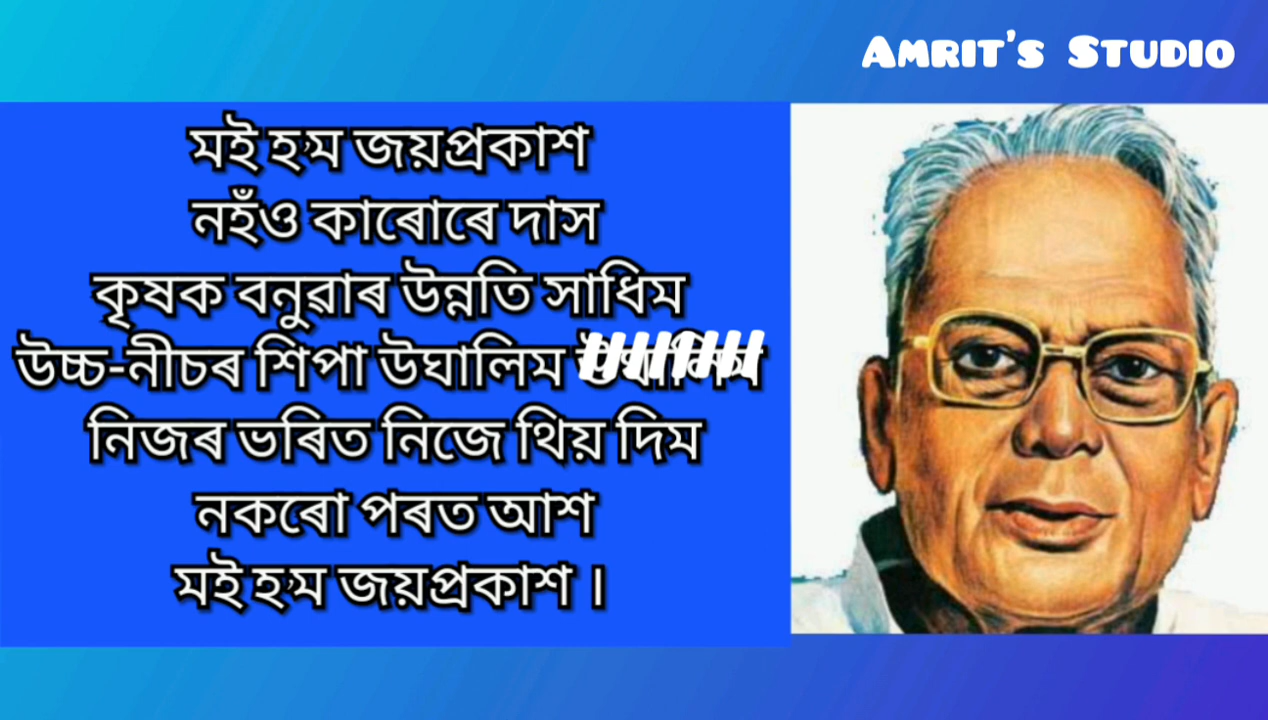 Amrit's Studio
মই হ'ম জয়প্ৰকাশ
নহঁও কাৰোৰে দাস
কৃষক বনুৱাৰ উন্নতি সাধিম
উচ্চ-নীচৰ শিপা উঘালিম
নিজৰ ভৰিত নিজে থিয় দিম
নকৰো পৰত আশ
মই হ'ম জয়প্ৰকাশ ।